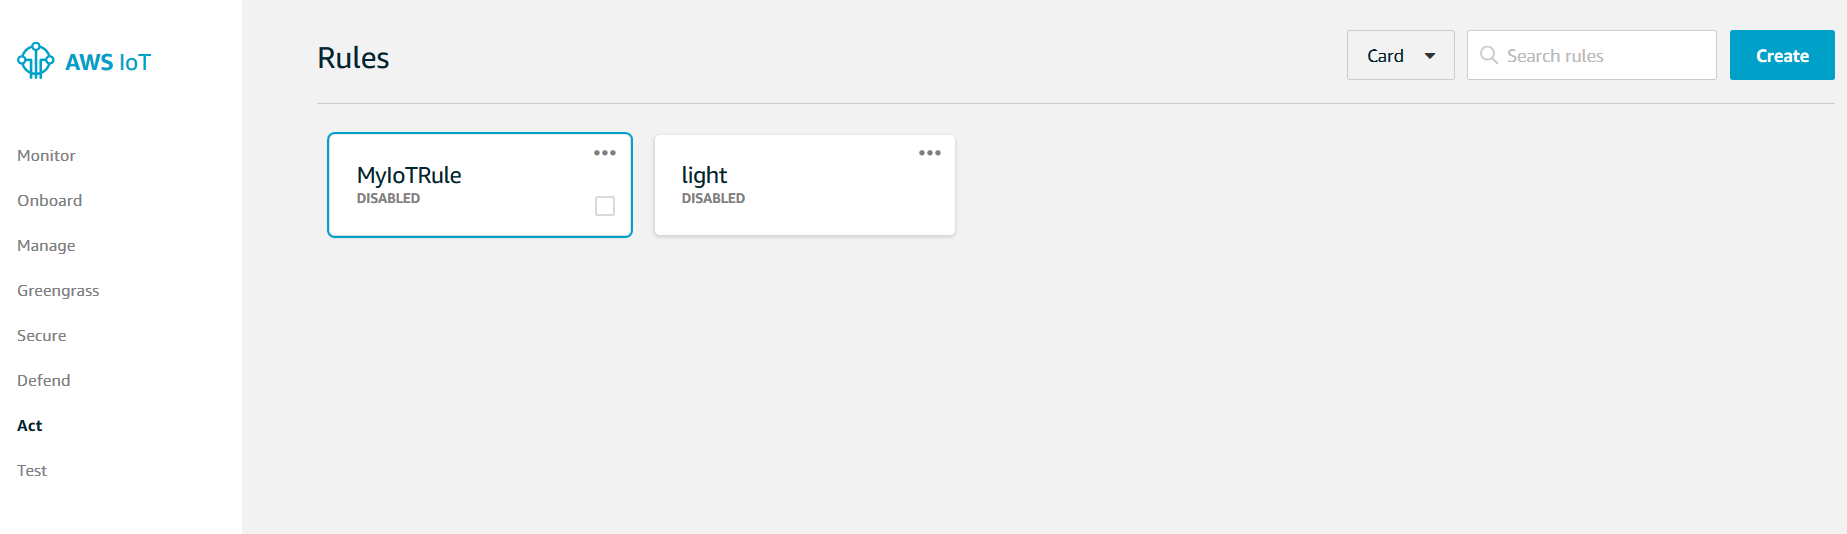 AWS IoT
Monitor
Onboard
Manage
Greengrass
Secure
Defend
Act
Test
Rules
Card
Search rules
Create
MyIoTRule
DISABLED
light
DISABLED